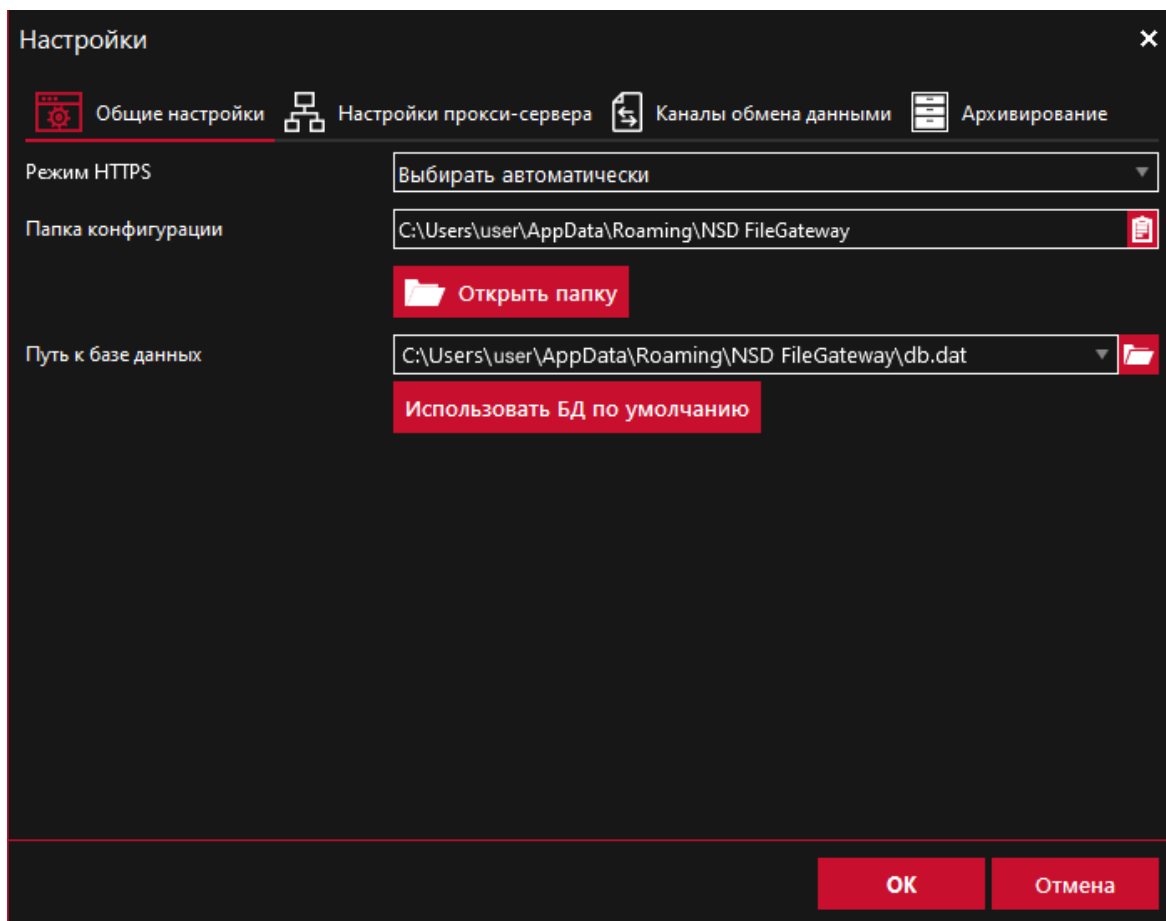 Настройки
Общие настройки Настройки прокси-сервера Каналы обмена данными Архивирование
Режим HTTPS Выбирать автоматически
Папка конфигурации C:\Users\user\AppData\Roaming\NSD FileGateway
Открыть папку
Путь к базе данных C:\Users\user\AppData\Roaming\NSD FileGateway\db.dat
Использовать БД по умолчанию
ОК Отмена